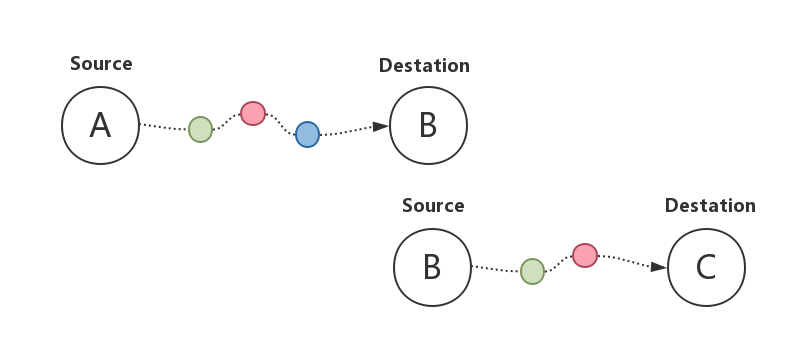 Source
Destation
A
B
Source
Destation
B
C